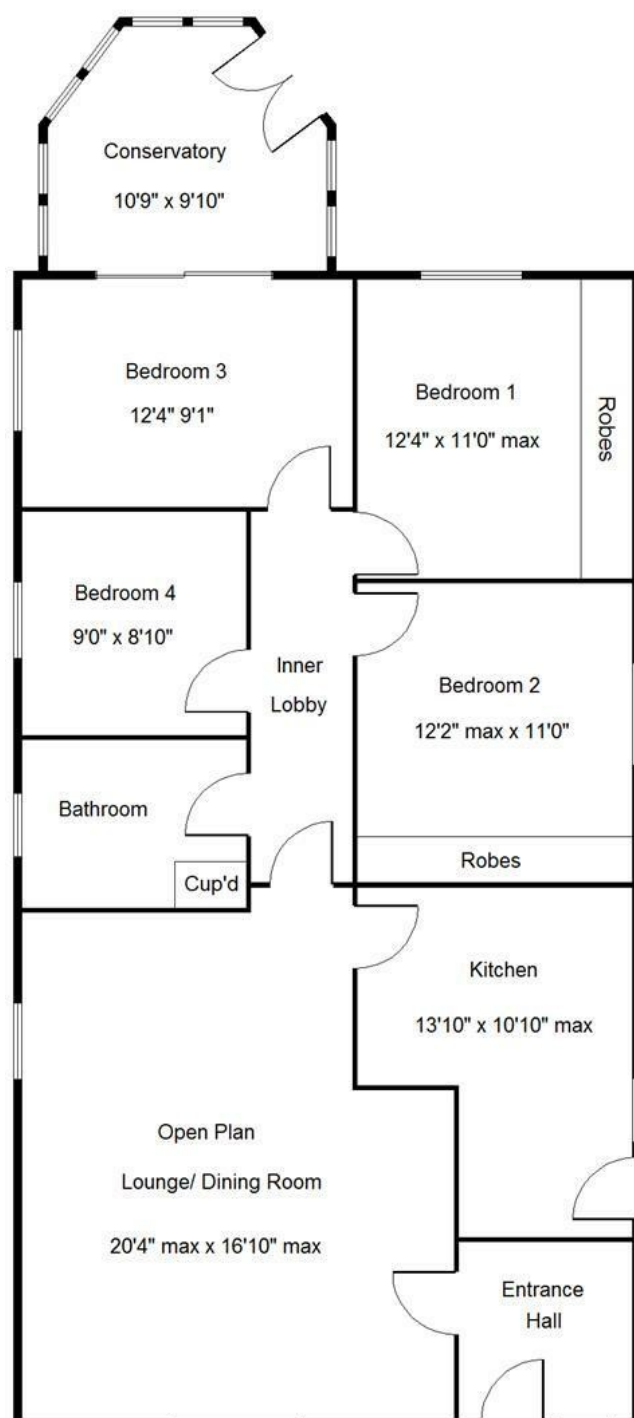 Conservatory
10'9" x 9'10"
Bedroom 3
12'4" 9'1"
Bedroom 1
12'4" x 11'0" max
Robes
Bedroom 4
9'0" x 8'10"
Inner
Lobby
Bedroom 2
12'2" max x 11'0"
Robes
Bathroom
Cup'd
Kitchen
13'10" x 10'10" max
Open Plan
Lounge/ Dining Room
20'4" max x 16'10" max
Entrance
Hall